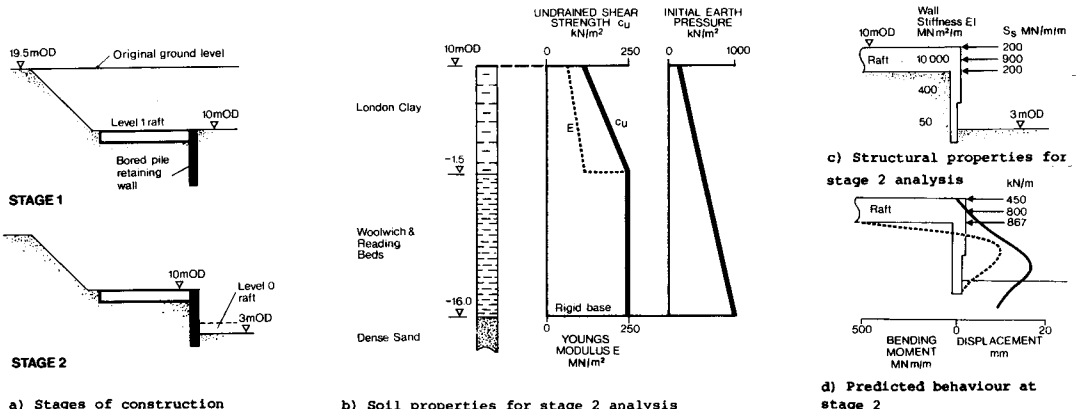 19.5mOD
Original ground level
Level 1 raft
10mOD
Bored pile
retaining
wall
STAGE 1
10mOD
Level 0
raft
3mOD
STAGE 2
a) Stages of construction
UNDRAINED SHEAR
STRENGTH cu
kN/m²
INITIAL EARTH
PRESSURE
kN/m²
10mOD
0
250
0
1000
London Clay
E
cu
-1.5
Woolwich &
Reading
Beds
-16.0
Rigid base
Dense Sand
0
250
YOUNGS
MODULUS E
MN/m²
b) Soil properties for stage 2 analysis
Wall
Stiffness EI
MN m²/m
Ss MN/m/m
10mOD
Raft
10 000
200
900
200
400
50
3mOD
c) Structural properties for
stage 2 analysis
kN/m
Raft
450
800
867
500
0
20
BENDING
MOMENT
MN m/m
DISPLACEMENT
mm
d) Predicted behaviour at
stage 2